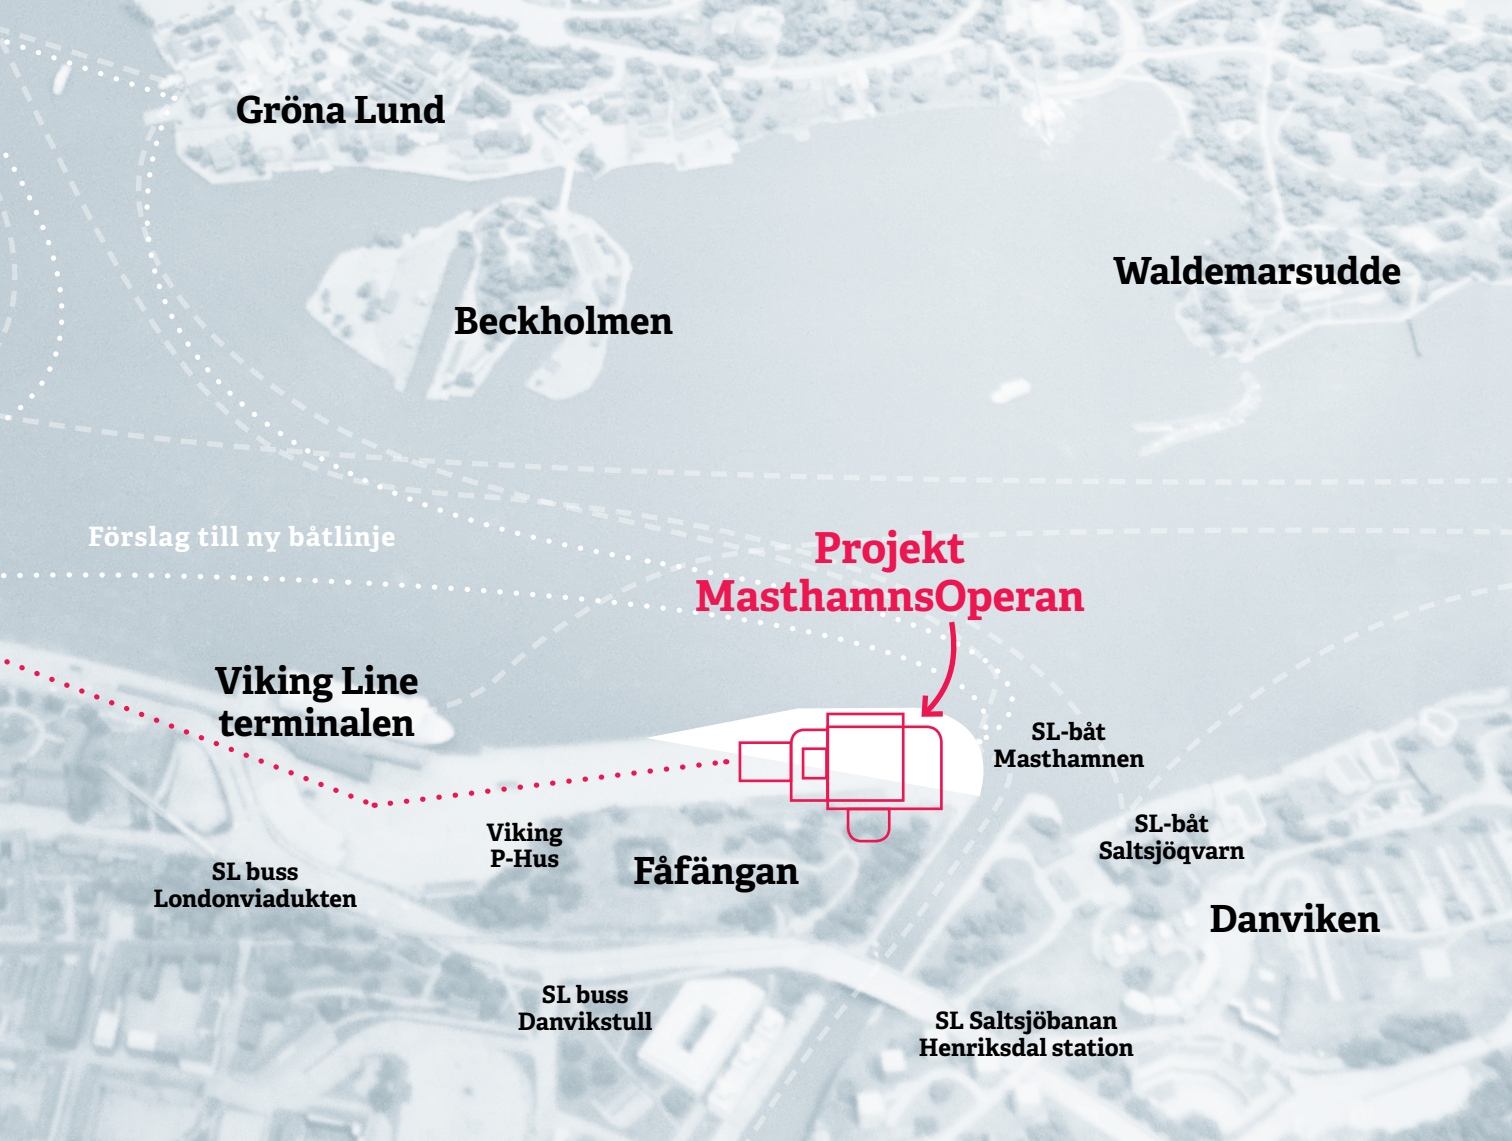 Gröna Lund
Waldemarsudde
Beckholmen
Förslag till ny båtlinje
Projekt
MasthamnsOperan
Viking Line
terminalen
SL-båt
Masthamnen
SL-båt
Saltsjöqvarn
Viking
P-Hus
Fåfängan
SL buss
Londonviadukten
Danviken
SL buss
Danvikstull
SL Saltsjöbanan
Henriksdal station